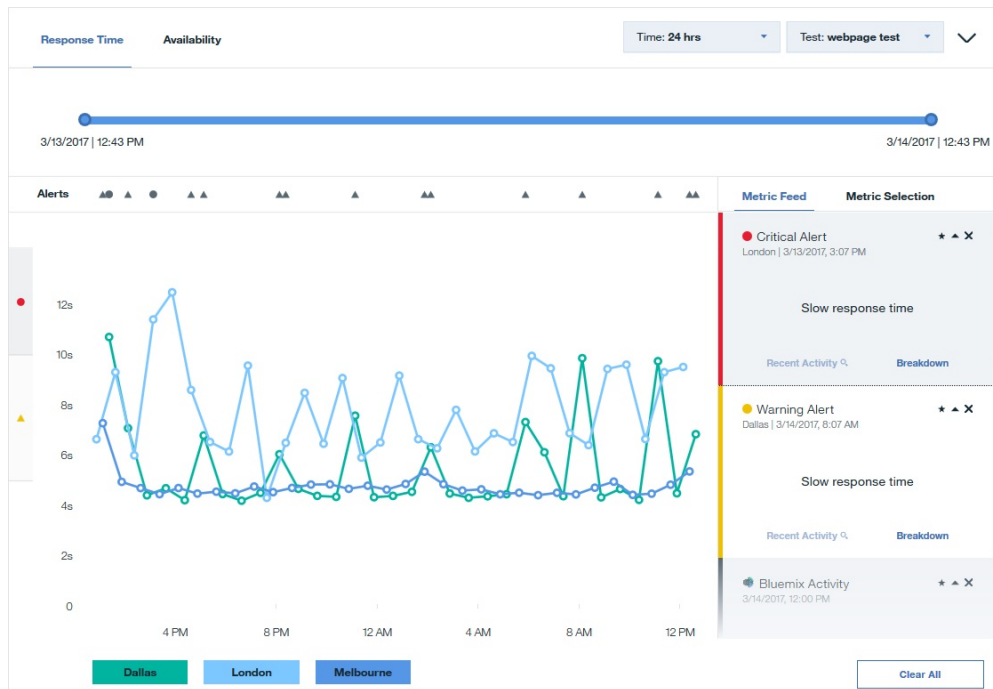 Response Time
Availability
Time: 24 hrs
Test: webpage test
3/13/2017 | 12:43 PM
3/14/2017 | 12:43 PM
Alerts
Metric Feed
Metric Selection
Critical Alert
London | 3/13/2017, 3:07 PM
Slow response time
Recent Activity
Breakdown
Warning Alert
Dallas | 3/14/2017, 8:07 AM
Slow response time
Recent Activity
Breakdown
Bluemix Activity
3/14/2017, 12:00 PM
12s
10s
8s
6s
4s
2s
0
4 PM
8 PM
12 AM
4 AM
8 AM
12 PM
Dallas
London
Melbourne
Clear All